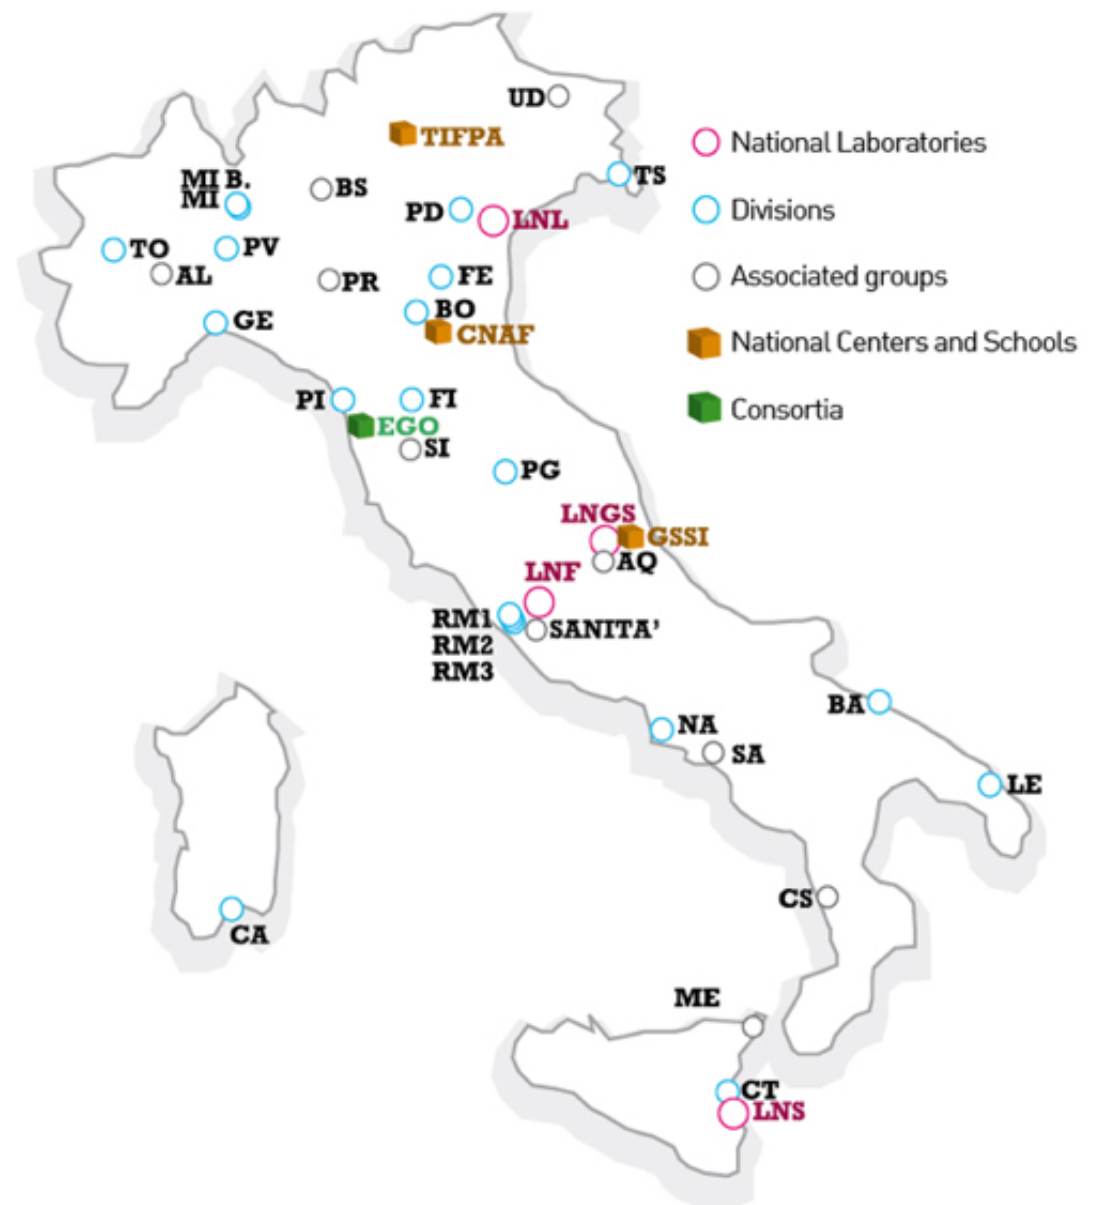 UD
TIFPA
National Laboratories
MI B.
MI
BS
TS
PD
LNL
Divisions
TO
PV
AL
PR
FE
Associated groups
BO
GE
CNAF
National Centers and Schools
PI
FI
EGO
Consortia
SI
PG
LNGS
GSSI
AQ
LNF
RM1
SANITA'
RM2
RM3
BA
NA
SA
LE
CS
CA
ME
CT
LNS